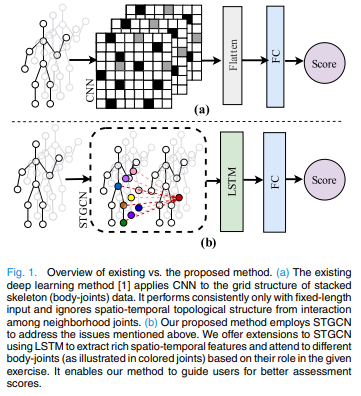 CNN
Flatten
FC
Score
(a)
STGCN
LSTM
FC
Score
(b)
Fig. 1. Overview of existing vs. the proposed method. (a) The existing
deep learning method [1] applies CNN to the grid structure of stacked
skeleton (body-joints) data. It performs consistently only with fixed-length
input and ignores spatio-temporal topological structure from interaction
among neighborhood joints. (b) Our proposed method employs STGCN
to address the issues mentioned above. We offer extensions to STGCN
using LSTM to extract rich spatio-temporal features and attend to different
body-joints (as illustrated in colored joints) based on their role in the given
exercise. It enables our method to guide users for better assessment
scores.